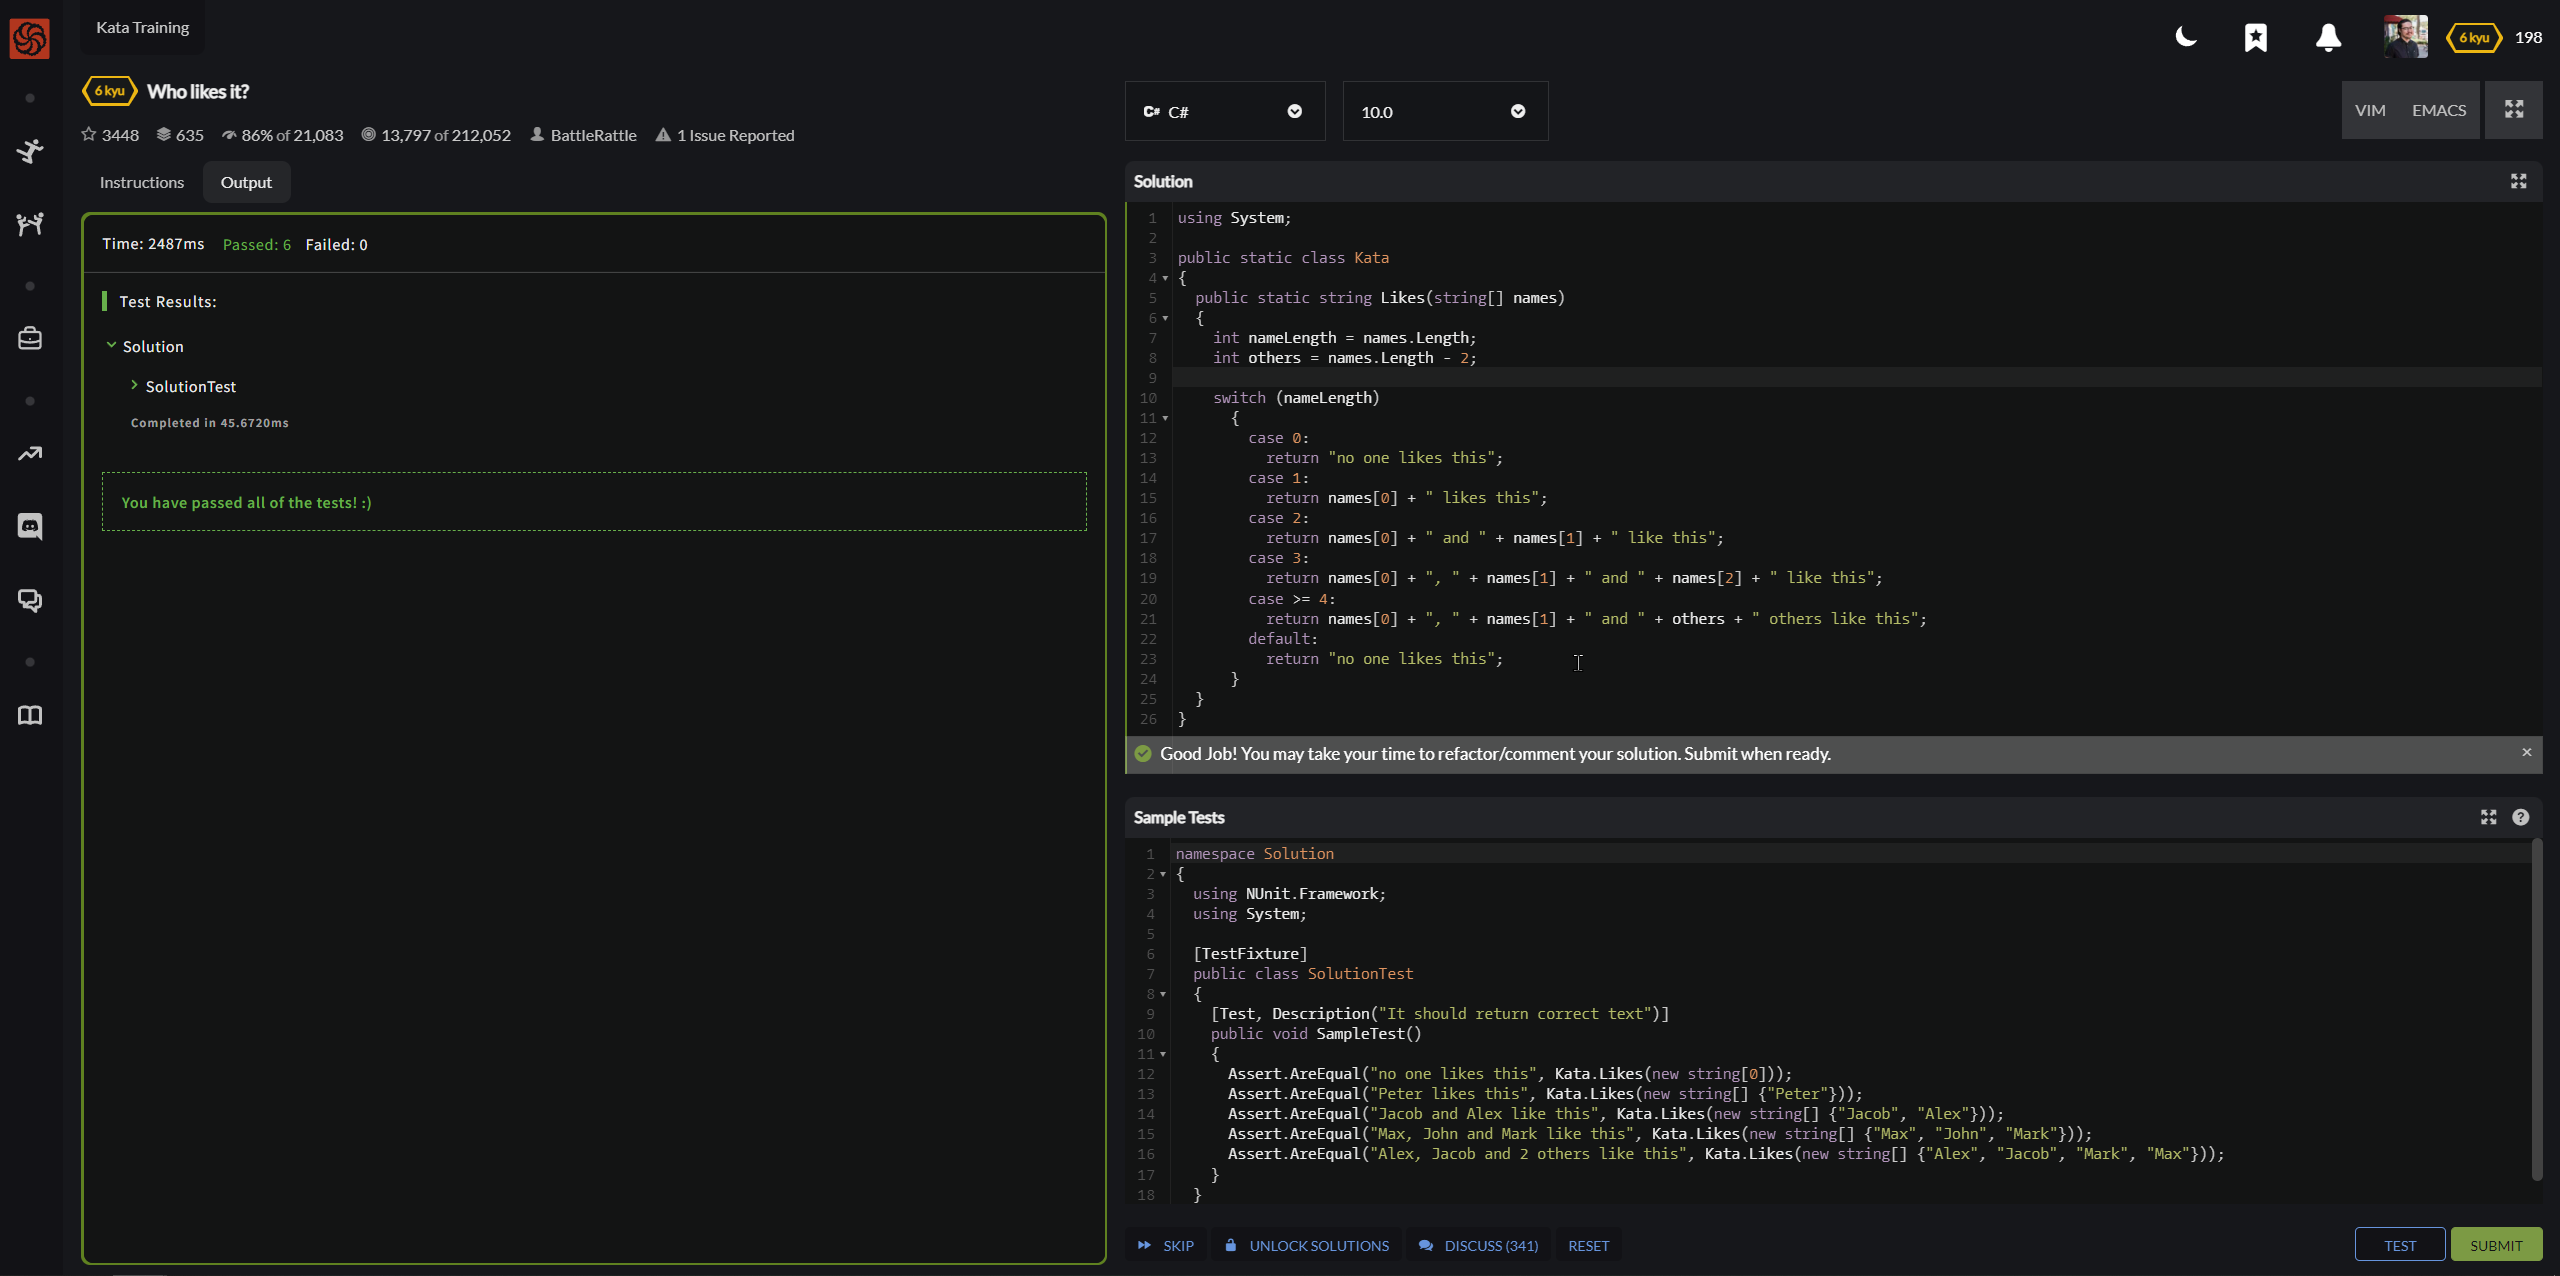 Kata Training
6 kyu 198
6 kyu Who likes it?
3448 635 86% of 21,083 13,797 of 212,052 BattleRattle 1 Issue Reported
C# C# 10.0 VIM EMACS
Instructions Output
Time: 2487ms Passed: 6 Failed: 0
Test Results:
Solution
SolutionTest
Completed in 45.6720ms
You have passed all of the tests! :)
Solution
1 using System;
2
3 public static class Kata
4 {
5 public static string Likes(string[] names)
6 {
7 int nameLength = names.Length;
8 int others = names.Length - 2;
9
10 switch (nameLength)
11 {
12 case 0:
13 return "no one likes this";
14 case 1:
15 return names[0] + " likes this";
16 case 2:
17 return names[0] + " and " + names[1] + " like this";
18 case 3:
19 return names[0] + ", " + names[1] + " and " + names[2] + " like this";
20 case >= 4:
21 return names[0] + ", " + names[1] + " and " + others + " others like this";
22 default:
23 return "no one likes this";
24 }
25 }
26 }
Good Job! You may take your time to refactor/comment your solution. Submit when ready.
Sample Tests
1 namespace Solution
2 {
3 using NUnit.Framework;
4 using System;
5
6 [TestFixture]
7 public class SolutionTest
8 {
9 [Test, Description("It should return correct text")]
10 public void SampleTest()
11 {
12 Assert.AreEqual("no one likes this", Kata.Likes(new string[0]));
13 Assert.AreEqual("Peter likes this", Kata.Likes(new string[] {"Peter"}));
14 Assert.AreEqual("Jacob and Alex like this", Kata.Likes(new string[] {"Jacob", "Alex"}));
15 Assert.AreEqual("Max, John and Mark like this", Kata.Likes(new string[] {"Max", "John", "Mark"}));
16 Assert.AreEqual("Alex, Jacob and 2 others like this", Kata.Likes(new string[] {"Alex", "Jacob", "Mark", "Max"}));
17 }
18 }
SKIP UNLOCK SOLUTIONS DISCUSS (341) RESET TEST SUBMIT